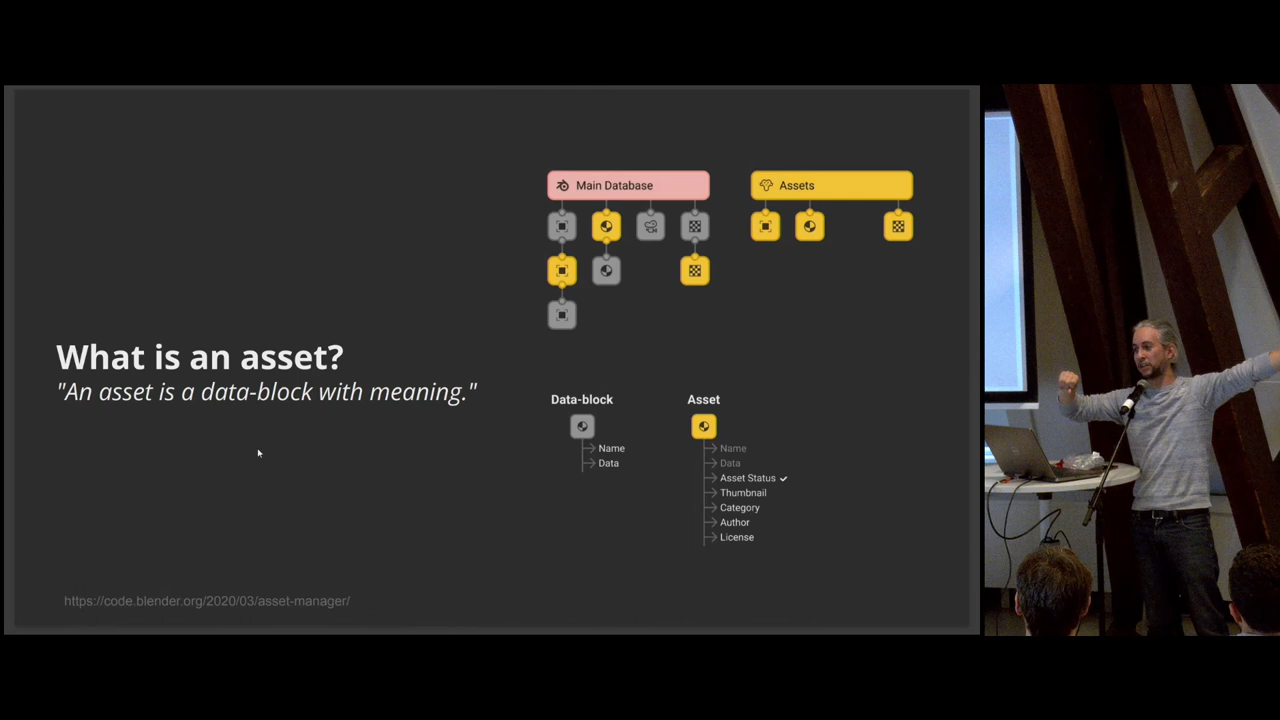 Main Database
Assets
What is an asset?
"An asset is a data-block with meaning."
Data-block
Name
Data
Asset
Name
Data
Asset Status
Thumbnail
Category
Author
License
https://code.blender.org/2020/03/asset-manager/